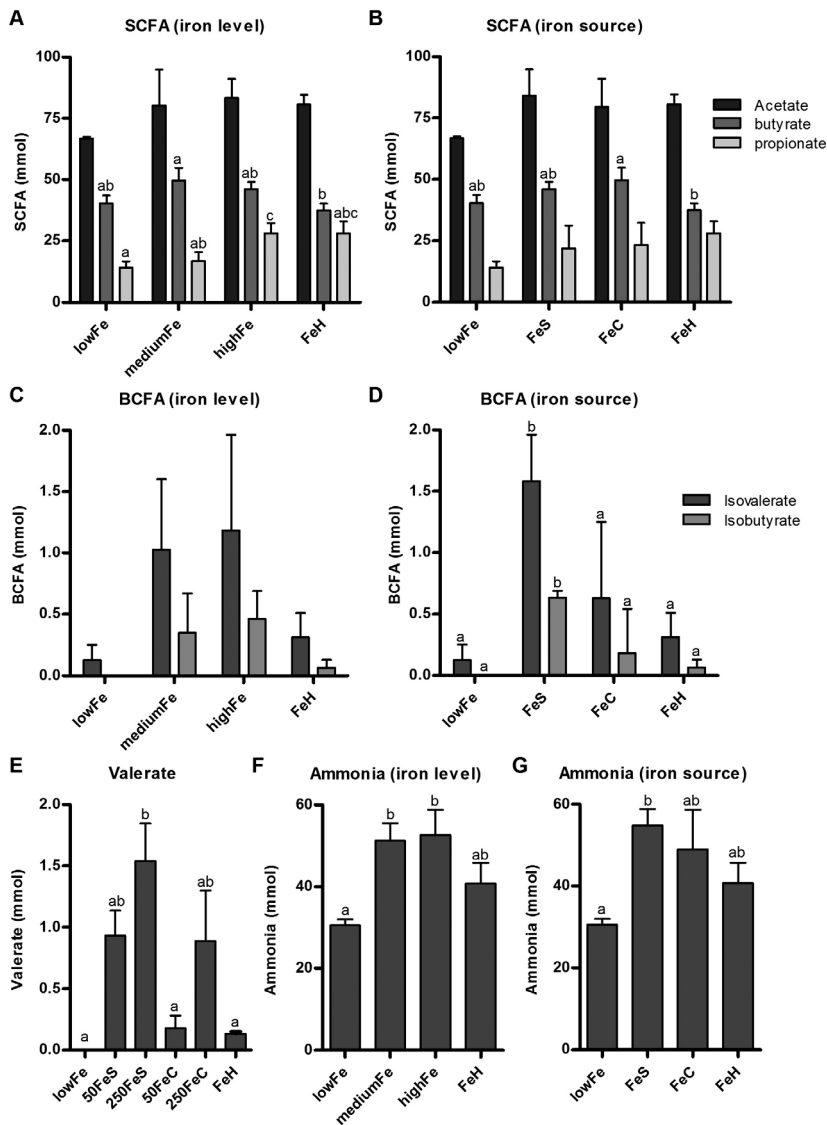 A
SCFA (iron level)
SCFA (mmol)
100
75
50
25
0
ab
a
a
ab
ab
c
b
abc
lowFe
mediumFe
highFe
FeH
B
SCFA (iron source)
SCFA (mmol)
100
75
50
25
0
ab
ab
a
b
lowFe
FeS
FeC
FeH
Acetate
butyrate
propionate
C
BCFA (iron level)
BCFA (mmol)
2.0
1.5
1.0
0.5
0.0
lowFe
mediumFe
highFe
FeH
D
BCFA (iron source)
BCFA (mmol)
2.0
1.5
1.0
0.5
0.0
a
a
b
b
a
a
a
a
lowFe
FeS
FeC
FeH
Isovalerate
Isobutyrate
E
Valerate
Valerate (mmol)
2.0
1.5
1.0
0.5
0.0
a
ab
b
a
ab
a
lowFe
50FeS
250FeS
50FeC
250FeC
FeH
F
Ammonia (iron level)
Ammonia (mmol)
60
40
20
0
a
b
b
ab
lowFe
mediumFe
highFe
FeH
G
Ammonia (iron source)
Ammonia (mmol)
60
40
20
0
a
b
ab
ab
lowFe
FeS
FeC
FeH